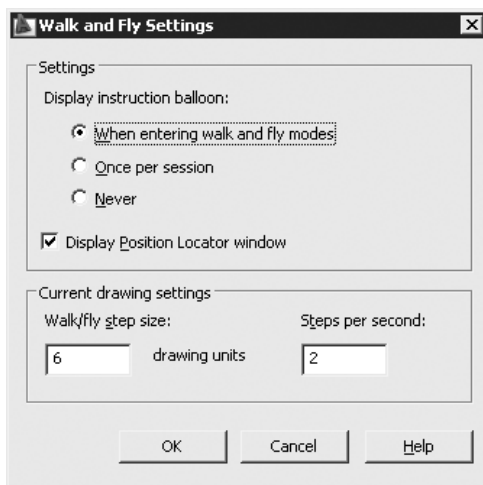 Walk and Fly Settings
Settings
Display instruction balloon:
When entering walk and fly modes
Once per session
Never
Display Position Locator window
Current drawing settings
Walk/fly step size: Steps per second:
6 drawing units 2
OK Cancel Help